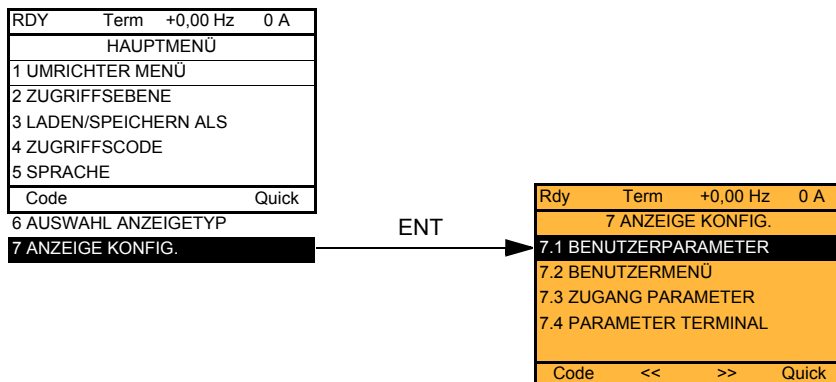 RDY Term +0,00 Hz 0 A
HAUPTMENÜ
1 UMRICHTER MENÜ
2 ZUGRIFFSEBENE
3 LADEN/SPEICHERN ALS
4 ZUGRIFFSCODE
5 SPRACHE
Code Quick
6 AUSWAHL ANZEIGETYP
7 ANZEIGE KONFIG.
ENT
Rdy Term +0,00 Hz 0 A
7 ANZEIGE KONFIG.
7.1 BENUTZERPARAMETER
7.2 BENUTZERMENÜ
7.3 ZUGANG PARAMETER
7.4 PARAMETER TERMINAL
Code << >> Quick